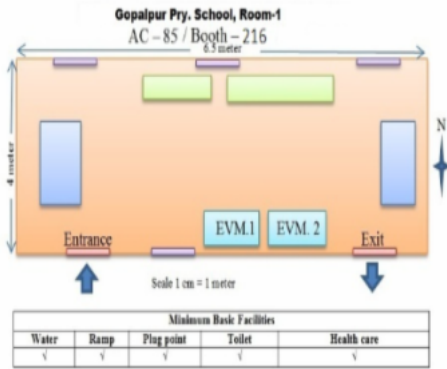 Gopalpur Pry. School, Room-1
AC – 85 / Booth – 216
6.5 meter
4 meter
N
EVM.1 EVM. 2
Entrance Exit
Scale 1 cm = 1 meter
Minimum Basic Facilities
Water Ramp Plug point Toilet Health care
√ √ √ √ √